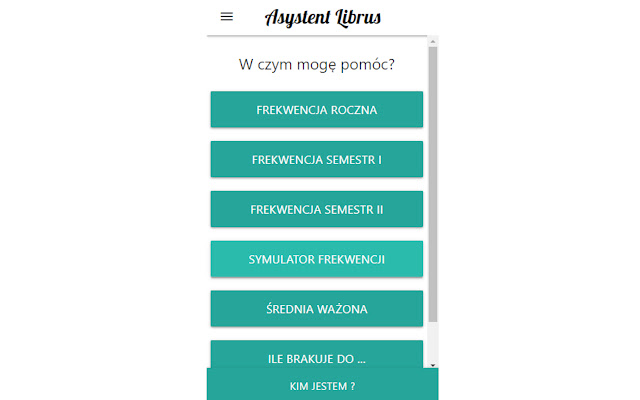 Asystent Librus
W czym mogę pomóc?
FREKWENCJA ROCZNA
FREKWENCJA SEMESTR I
FREKWENCJA SEMESTR II
SYMULATOR FREKWENCJI
ŚREDNIA WAŻONA
ILE BRAKUJE DO ...
KIM JESTEM ?